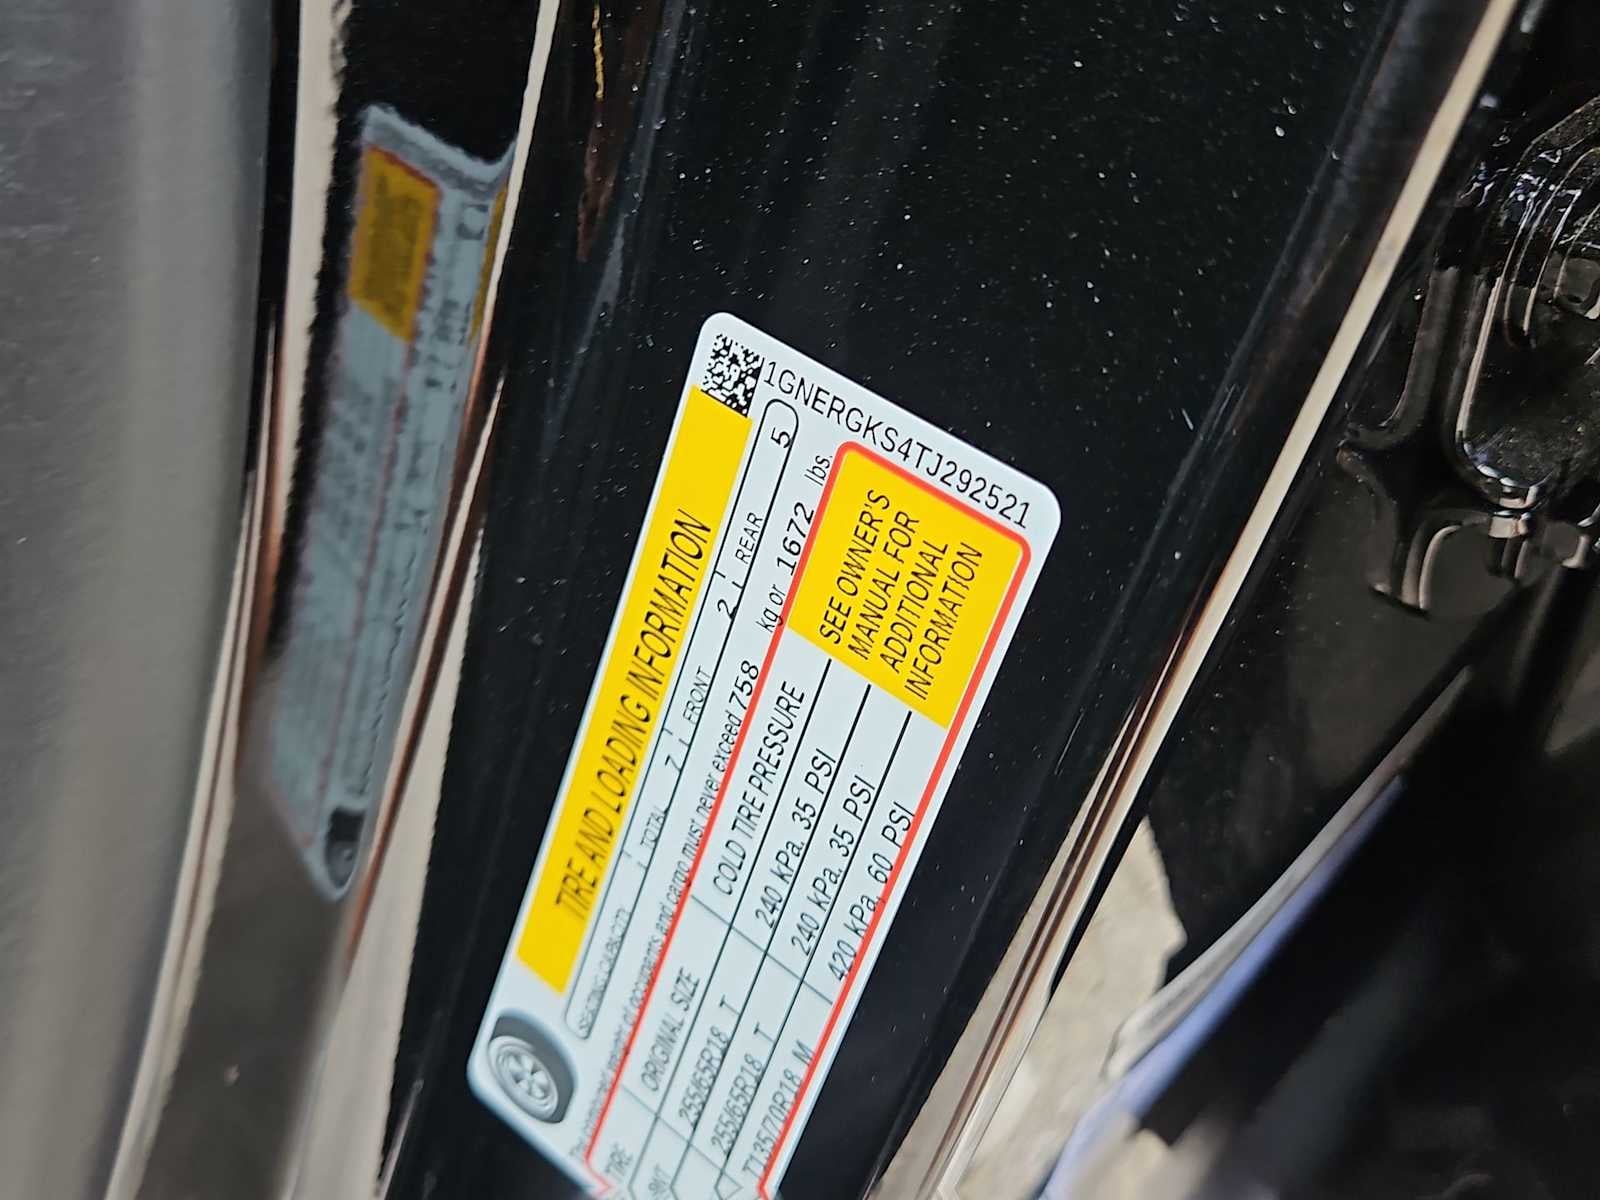 1GNERGKS4TJ292521
TIRE AND LOADING INFORMATION
SEATING CAPACITY TOTAL 7 FRONT 2 REAR 5
The combined weight of occupants and cargo must never exceed 758 kg or 1672 lbs.
TIRE ORIGINAL SIZE COLD TIRE PRESSURE
255/65R18 T 240 kPa, 35 PSI
255/65R18 T 240 kPa, 35 PSI
T135/70R18 M 420 kPa, 60 PSI
SEE OWNER'S
MANUAL FOR
ADDITIONAL
INFORMATION